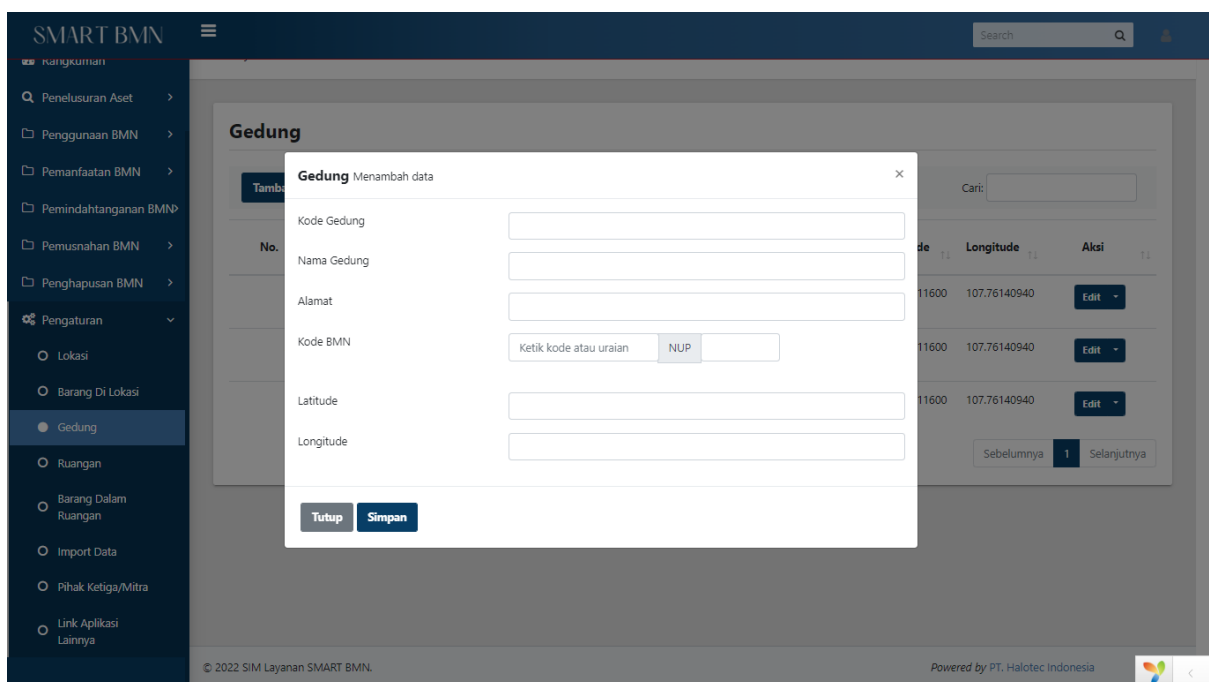 SMART BMN
Search
Rangkuman
Penelusuran Aset
Penggunaan BMN
Pemanfaatan BMN
Pemindahtanganan BMN
Pemusnahan BMN
Penghapusan BMN
Pengaturan
Lokasi
Barang Di Lokasi
Gedung
Ruangan
Barang Dalam
Ruangan
Import Data
Pihak Ketiga/Mitra
Link Aplikasi
Lainnya
Gedung
Cari:
No.
Longitude
Aksi
11600 107.76140940 Edit
11600 107.76140940 Edit
11600 107.76140940 Edit
Sebelumnya 1 Selanjutnya
Gedung Menambah data ×
Kode Gedung
Nama Gedung
Alamat
Kode BMN Ketik kode atau uraian NUP
Latitude
Longitude
Tutup Simpan
© 2022 SIM Layanan SMART BMN.
Powered by PT. Halotec Indonesia